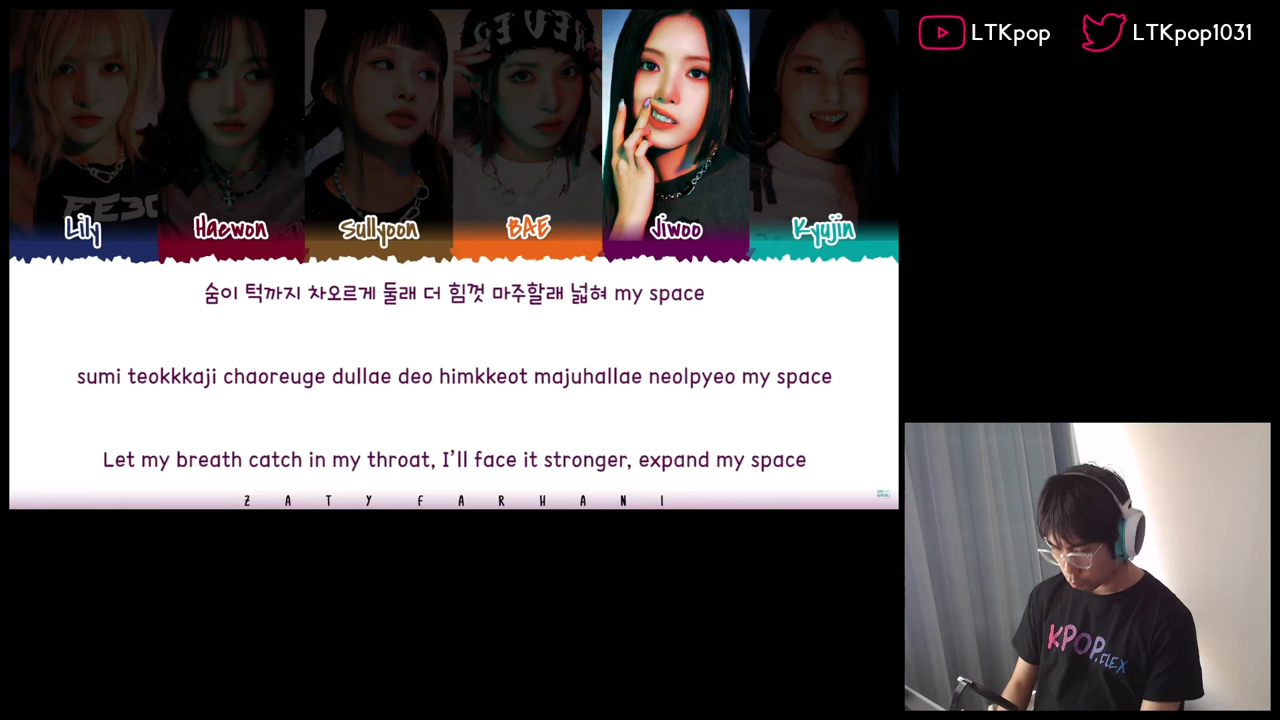 LTKpop LTKpop1031
Lily Haewon Sullyoon BAE Jiwoo Kyujin
숨이 턱까지 차오르게 둘래 더 힘껏 마주할래 넓혀 my space
sumi teokkkaji chaoreuge dullae deo himkkeot majuhallae neolpyeo my space
Let my breath catch in my throat, I'll face it stronger, expand my space
ZATY FARHANI
KPOP.FLEX